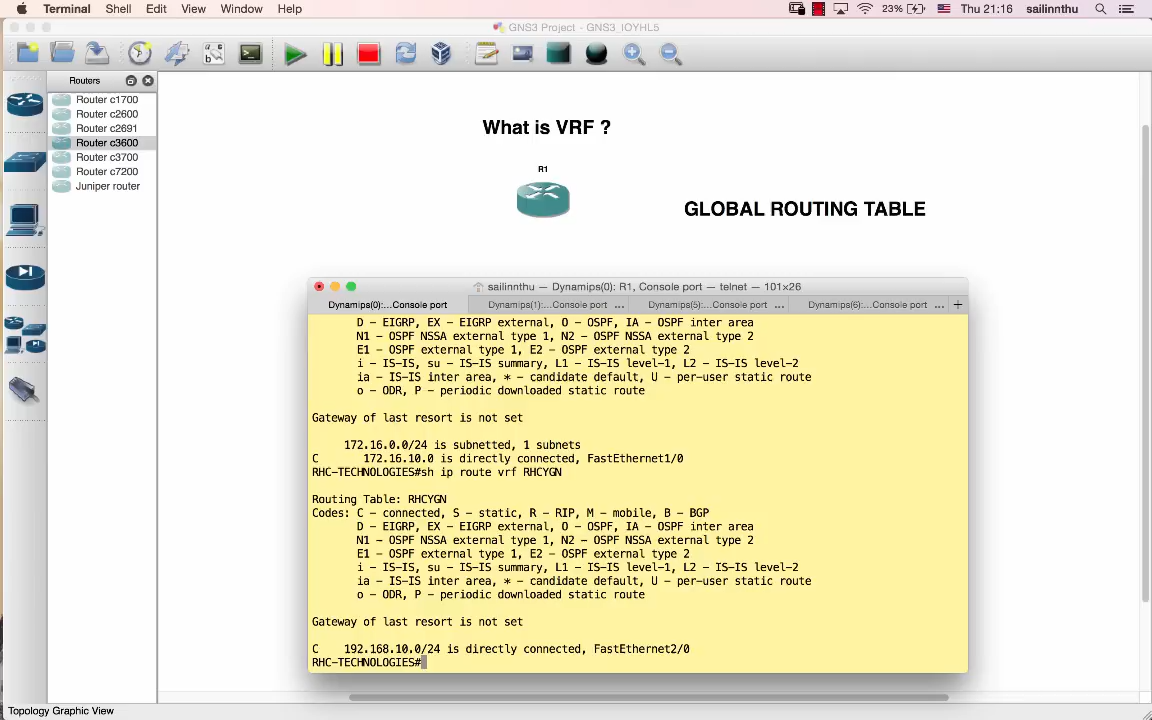 Terminal Shell Edit View Window Help 23% Thu 21:16 sailinnthu
GNS3 Project - GNS3_IOYHL5
Routers
Router c1700
Router c2600
Router c2691
Router c3600
Router c3700
Router c7200
Juniper router
What is VRF ?
R1
GLOBAL ROUTING TABLE
sailinnthu — Dynamips(0): R1, Console port — telnet — 101×26
Dynamips(0):...Console port Dynamips(1):...Console port ... Dynamips(5):...Console port ... Dynamips(6):...Console port ... +
D - EIGRP, EX - EIGRP external, O - OSPF, IA - OSPF inter area
N1 - OSPF NSSA external type 1, N2 - OSPF NSSA external type 2
E1 - OSPF external type 1, E2 - OSPF external type 2
i - IS-IS, su - IS-IS summary, L1 - IS-IS level-1, L2 - IS-IS level-2
ia - IS-IS inter area, * - candidate default, U - per-user static route
o - ODR, P - periodic downloaded static route
Gateway of last resort is not set
172.16.0.0/24 is subnetted, 1 subnets
C 172.16.10.0 is directly connected, FastEthernet1/0
RHC-TECHNOLOGIES#sh ip route vrf RHCYGN
Routing Table: RHCYGN
Codes: C - connected, S - static, R - RIP, M - mobile, B - BGP
D - EIGRP, EX - EIGRP external, O - OSPF, IA - OSPF inter area
N1 - OSPF NSSA external type 1, N2 - OSPF NSSA external type 2
E1 - OSPF external type 1, E2 - OSPF external type 2
i - IS-IS, su - IS-IS summary, L1 - IS-IS level-1, L2 - IS-IS level-2
ia - IS-IS inter area, * - candidate default, U - per-user static route
o - ODR, P - periodic downloaded static route
Gateway of last resort is not set
C 192.168.10.0/24 is directly connected, FastEthernet2/0
RHC-TECHNOLOGIES#
Topology Graphic View